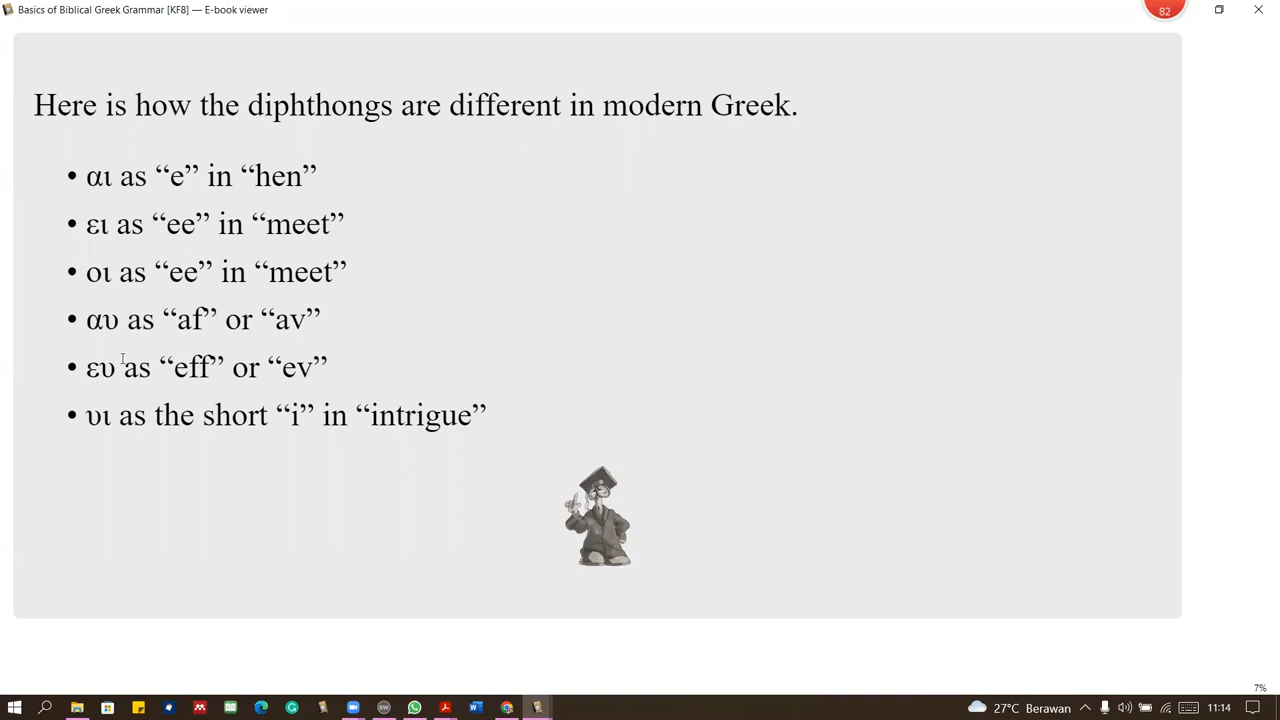 Basics of Biblical Greek Grammar [KF8] — E-book viewer
82
Here is how the diphthongs are different in modern Greek.
• αι as “e” in “hen”
• ει as “ee” in “meet”
• οι as “ee” in “meet”
• αυ as “af” or “av”
• ευ as “eff” or “ev”
• υι as the short “i” in “intrigue”
7%
27°C Berawan
11:14